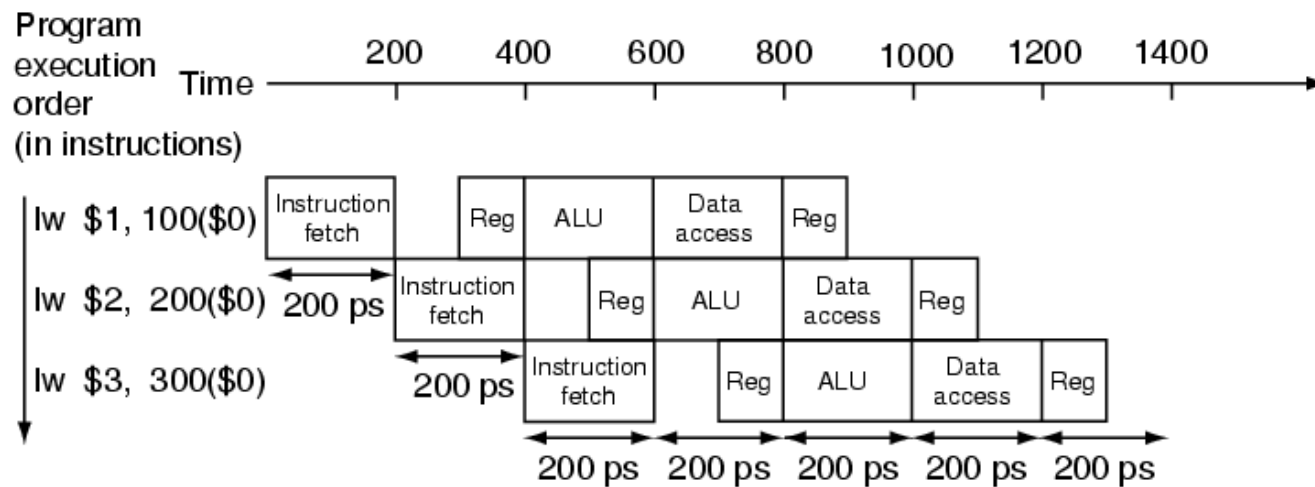 Program
execution
order
(in instructions)
Time
200 400 600 800 1000 1200 1400
lw $1, 100($0)
Instruction
fetch
Reg
ALU
Data
access
Reg
lw $2, 200($0)
200 ps
Instruction
fetch
Reg
ALU
Data
access
Reg
lw $3, 300($0)
200 ps
Instruction
fetch
Reg
ALU
Data
access
Reg
200 ps 200 ps 200 ps 200 ps 200 ps